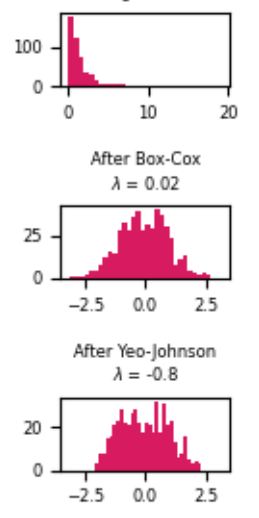 100
0
0 10 20
After Box-Cox
λ = 0.02
25
0
−2.5 0.0 2.5
After Yeo-Johnson
λ = -0.8
20
0
−2.5 0.0 2.5